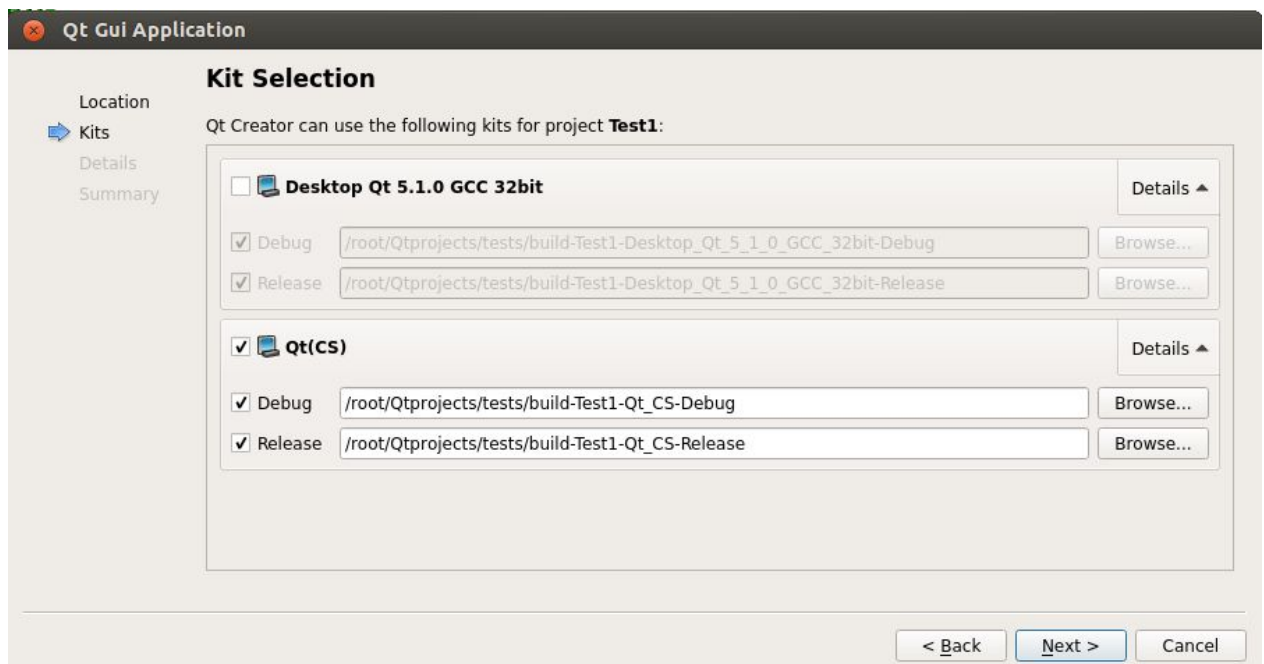 Qt Gui Application
Kit Selection
Location
Kits
Details
Summary
Qt Creator can use the following kits for project Test1:
Desktop Qt 5.1.0 GCC 32bit
Details
Debug
/root/Qtprojects/tests/build-Test1-Desktop_Qt_5_1_0_GCC_32bit-Debug
Browse...
Release
/root/Qtprojects/tests/build-Test1-Desktop_Qt_5_1_0_GCC_32bit-Release
Browse...
Qt(CS)
Details
Debug
/root/Qtprojects/tests/build-Test1-Qt_CS-Debug
Browse...
Release
/root/Qtprojects/tests/build-Test1-Qt_CS-Release
Browse...
< Back
Next >
Cancel